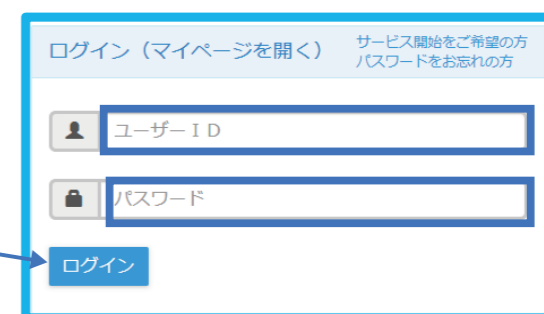 ログイン（マイページを開く）
サービス開始をご希望の方
パスワードをお忘れの方
ユーザーＩＤ
パスワード
ログイン